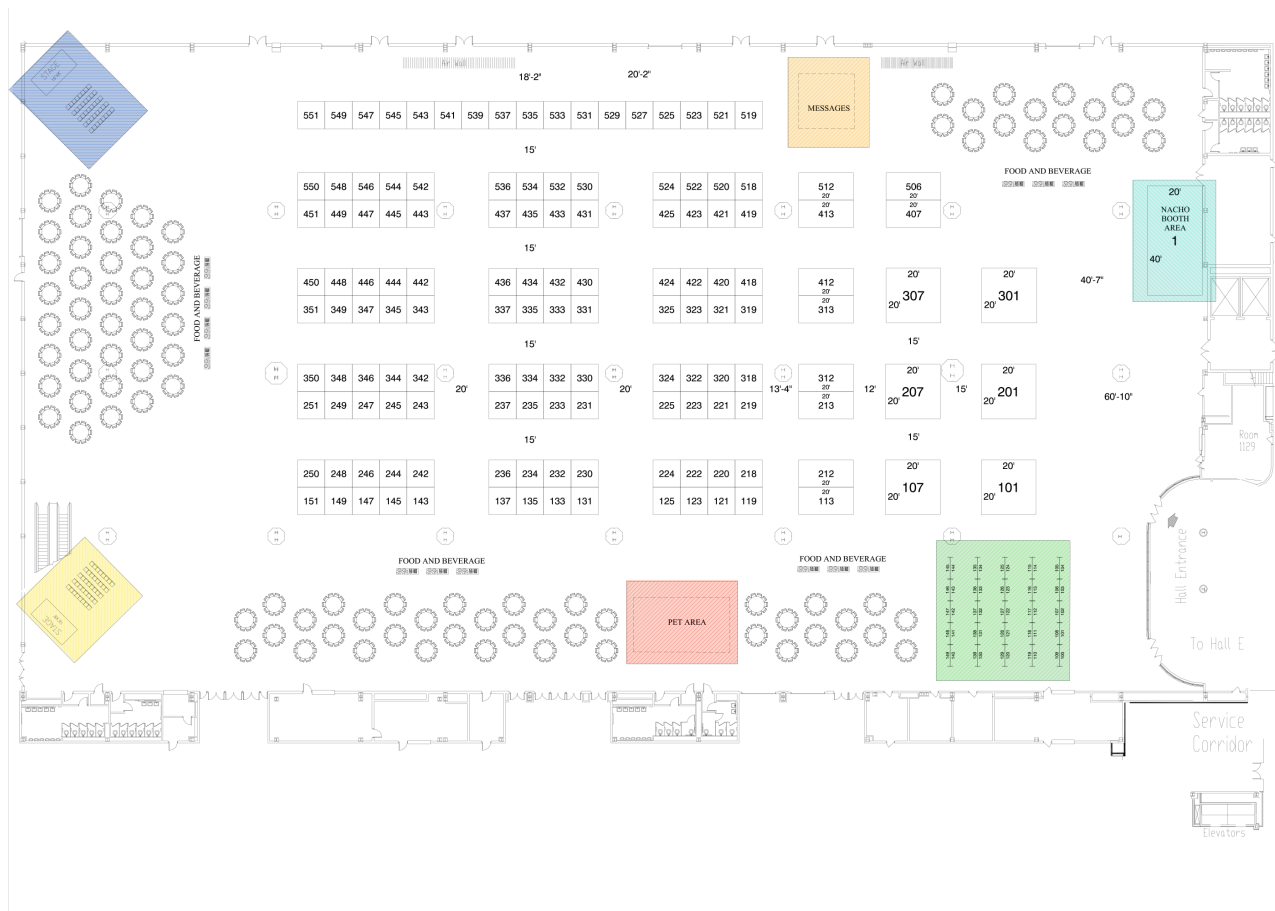 STAGE
Air Wall
Air Wall
18'-2"
20'-2"
MESSAGES
551 549 547 545 543 541 539 537 535 533 531 529 527 525 523 521 519
15'
FOOD AND BEVERAGE
550 548 546 544 542 536 534 532 530 524 522 520 518 512 506
20' 20'
20' 20'
451 449 447 445 443 437 435 433 431 425 423 421 419 413 407
20'
NACHO
BOOTH
AREA
1
40'
15'
FOOD AND BEVERAGE
450 448 446 444 442 436 434 432 430 424 422 420 418 412
20'
20'
351 349 347 345 343 337 335 333 331 325 323 321 319 313
20' 20'
307 301
20' 20'
40'-7"
15' 15'
350 348 346 344 342 336 334 332 330 324 322 320 318 312
20'
20'
251 249 247 245 243 237 235 233 231 225 223 221 219 213
20' 20' 13'-4" 12' 15' 60'-10"
20' 20'
207 201
20' 20'
Room
1129
15' 15'
250 248 246 244 242 236 234 232 230 224 222 220 218 212
20'
20'
151 149 147 145 143 137 135 133 131 125 123 121 119 113
20' 20'
107 101
20' 20'
Hall Entrance
To Hall E
FOOD AND BEVERAGE
FOOD AND BEVERAGE
STAGE
PET AREA
Service
Corridor
Elevators